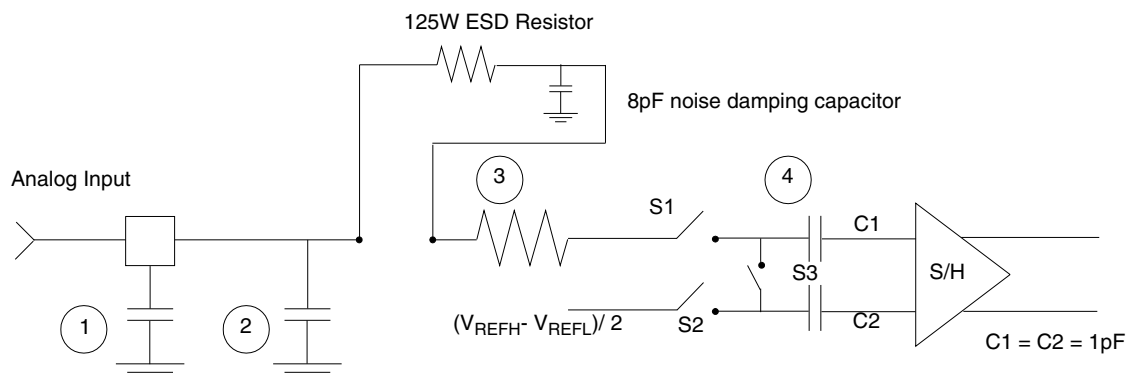 125W ESD Resistor
8pF noise damping capacitor
Analog Input
3
4
S1
C1
S/H
S3
1
2
(VREFH- VREFL)/ 2
S2
C2
C1 = C2 = 1pF